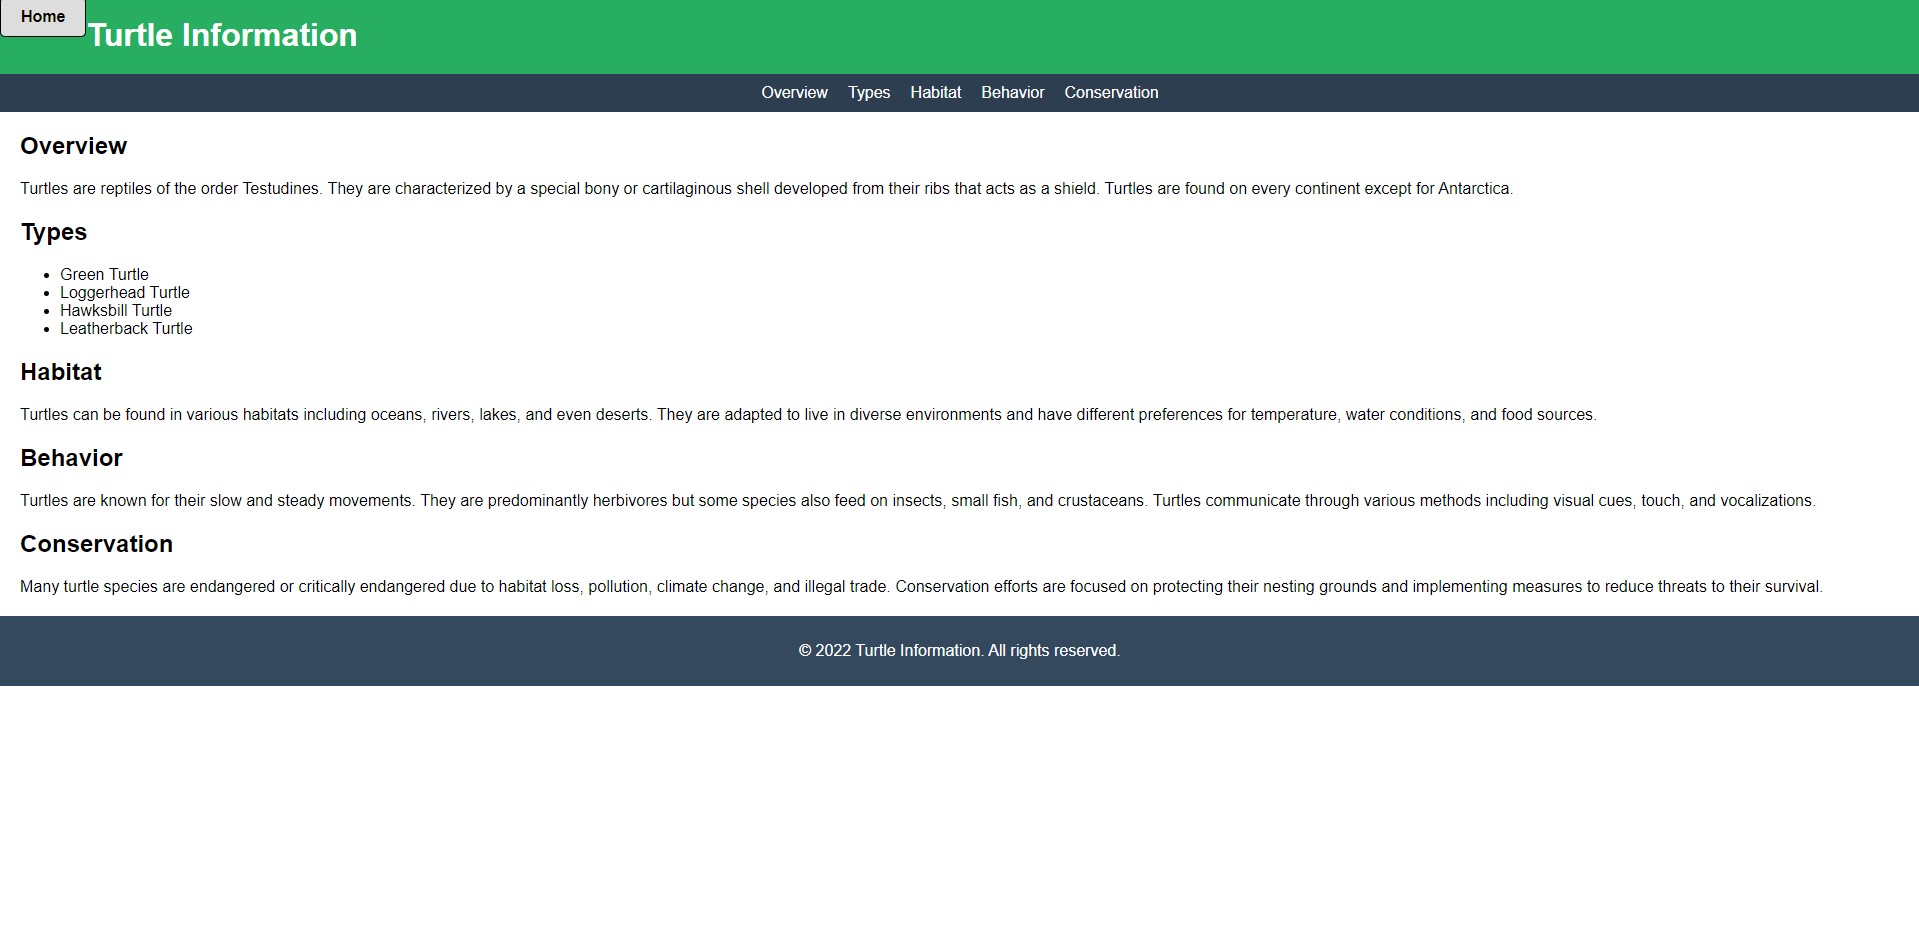 Home
Turtle Information
Overview Types Habitat Behavior Conservation
Overview
Turtles are reptiles of the order Testudines. They are characterized by a special bony or cartilaginous shell developed from their ribs that acts as a shield. Turtles are found on every continent except for Antarctica.
Types
• Green Turtle
• Loggerhead Turtle
• Hawksbill Turtle
• Leatherback Turtle
Habitat
Turtles can be found in various habitats including oceans, rivers, lakes, and even deserts. They are adapted to live in diverse environments and have different preferences for temperature, water conditions, and food sources.
Behavior
Turtles are known for their slow and steady movements. They are predominantly herbivores but some species also feed on insects, small fish, and crustaceans. Turtles communicate through various methods including visual cues, touch, and vocalizations.
Conservation
Many turtle species are endangered or critically endangered due to habitat loss, pollution, climate change, and illegal trade. Conservation efforts are focused on protecting their nesting grounds and implementing measures to reduce threats to their survival.
© 2022 Turtle Information. All rights reserved.